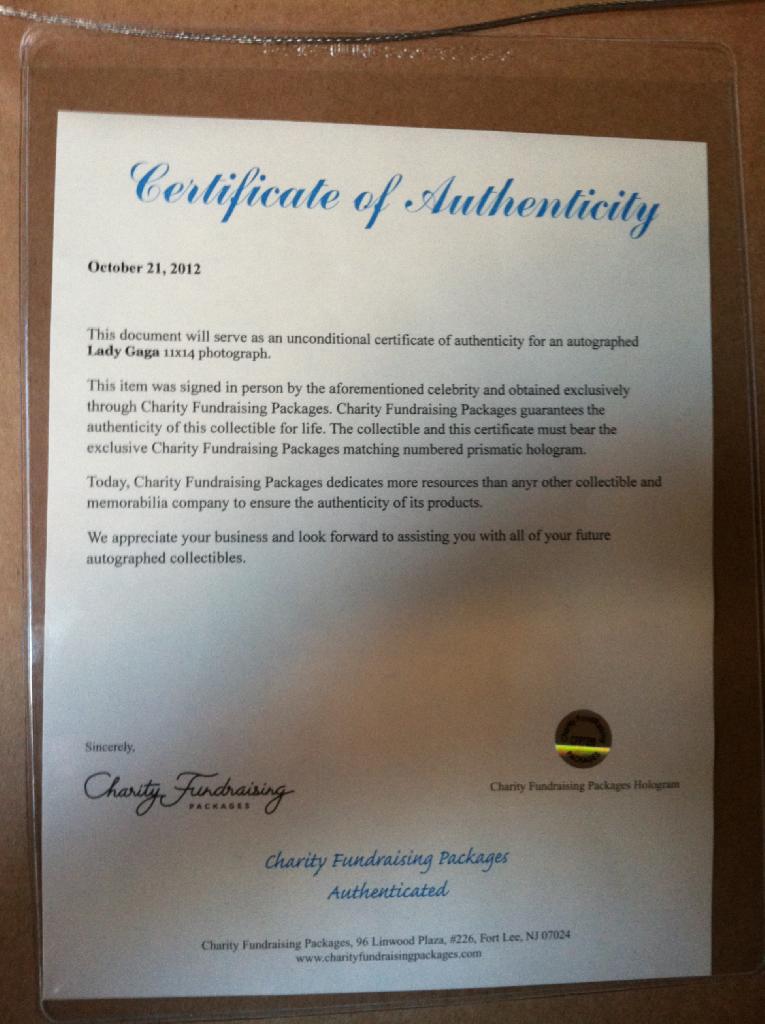 Certificate of Authenticity
October 21, 2012
This document will serve as an unconditional certificate of authenticity for an autographed
Lady Gaga 11x14 photograph.
This item was signed in person by the aforementioned celebrity and obtained exclusively
through Charity Fundraising Packages. Charity Fundraising Packages guarantees the
authenticity of this collectible for life. The collectible and this certificate must bear the
exclusive Charity Fundraising Packages matching numbered prismatic hologram.
Today, Charity Fundraising Packages dedicates more resources than anyr other collectible and
memorabilia company to ensure the authenticity of its products.
We appreciate your business and look forward to assisting you with all of your future
autographed collectibles.
Sincerely,
Charity Fundraising
PACKAGES
Charity Fundraising Packages Hologram
Charity Fundraising Packages
Authenticated
Charity Fundraising Packages, 96 Linwood Plaza, #226, Fort Lee, NJ 07024
www.charityfundraisingpackages.com